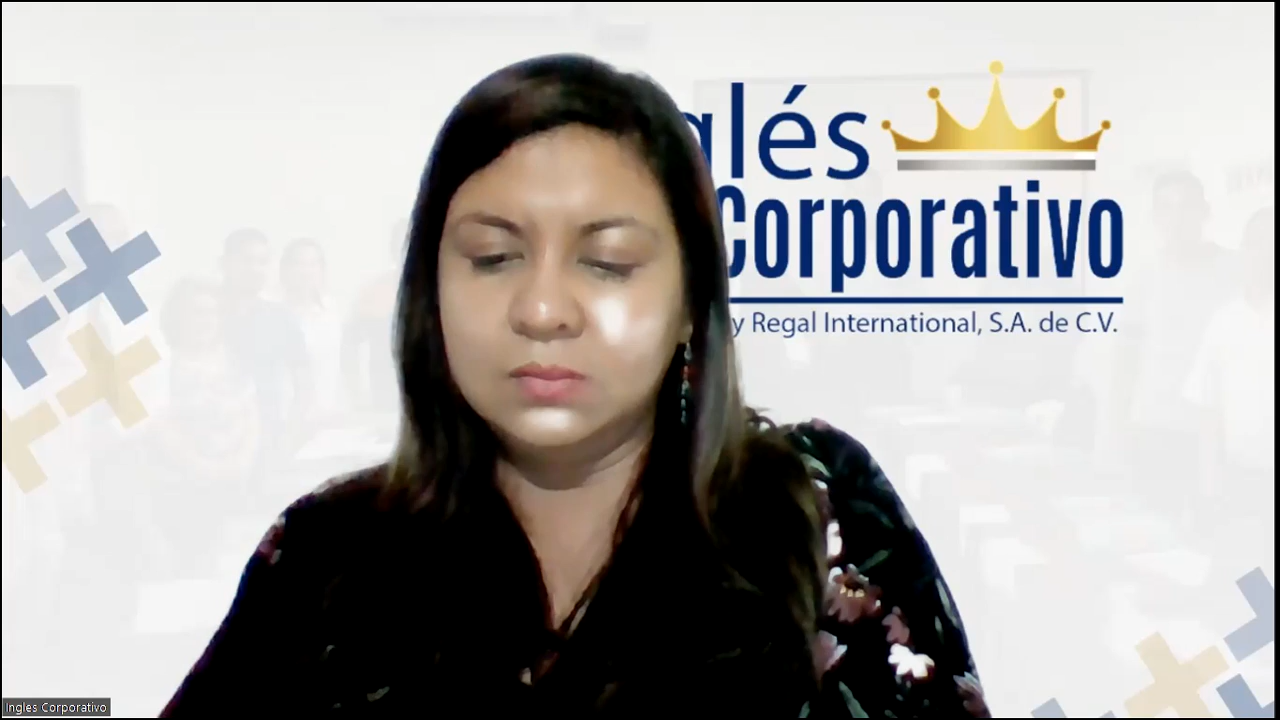 glés
Corporativo
y Regal International, S.A. de C.V.
Ingles Corporativo